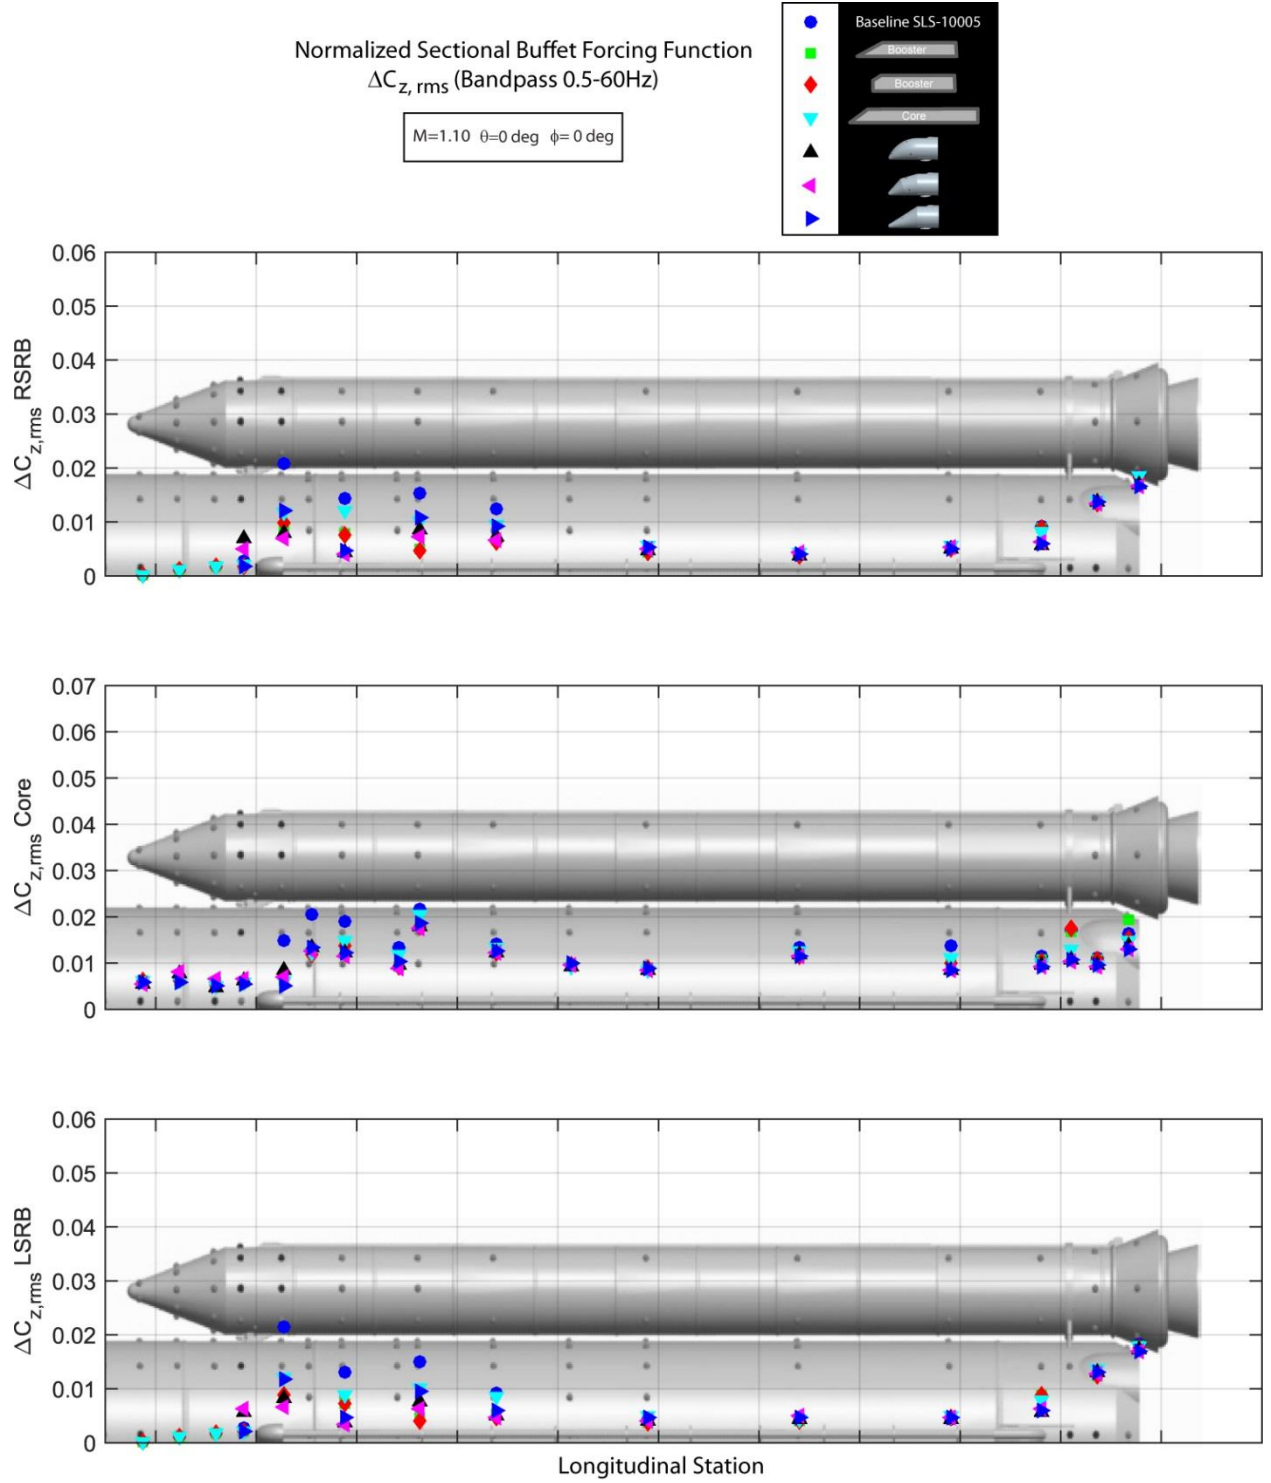 Normalized Sectional Buffet Forcing Function
ΔCz, rms (Bandpass 0.5-60Hz)
M=1.10 θ=0 deg ϕ= 0 deg
Baseline SLS-10005
Booster
Booster
Core
0.06
0.05
0.04
0.03
0.02
0.01
0
ΔCz,rms RSRB
0.07
0.06
0.05
0.04
0.03
0.02
0.01
0
ΔCz,rms Core
0.06
0.05
0.04
0.03
0.02
0.01
0
ΔCz,rms LSRB
Longitudinal Station